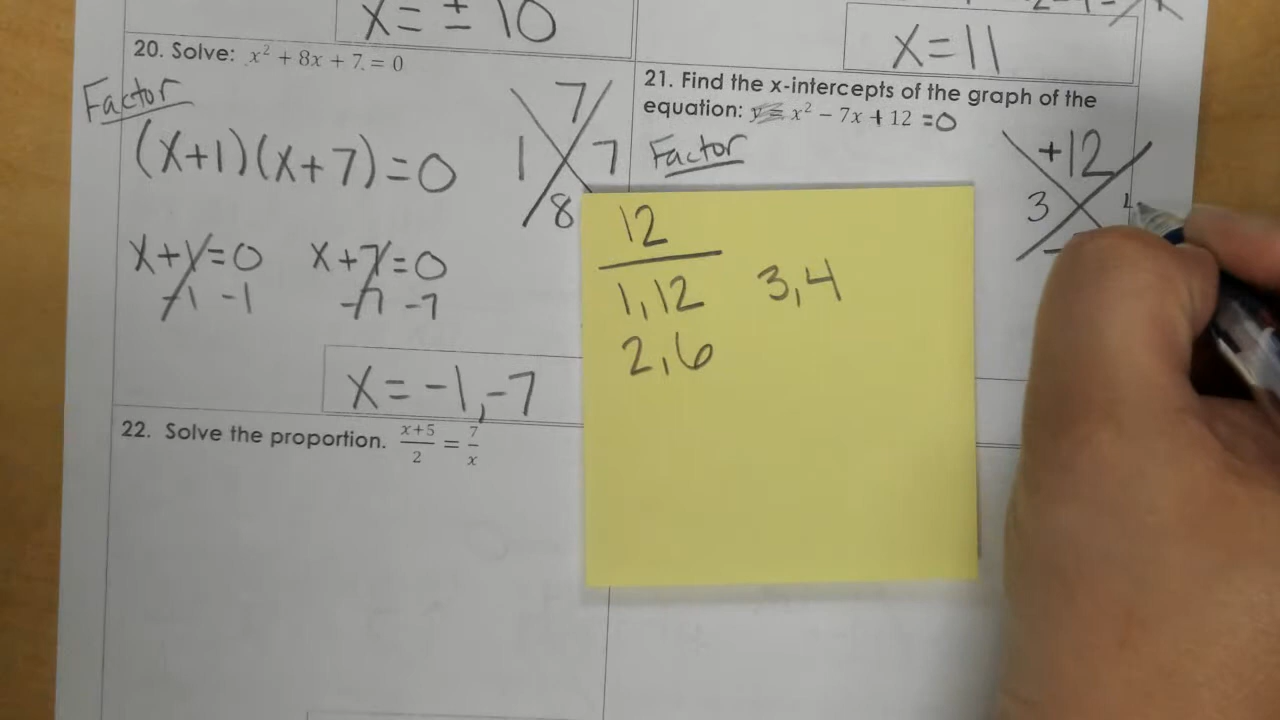 x = ± 10
x = 11
20. Solve: x² + 8x + 7 = 0
Factor
(x+1)(x+7)=0
7
1 7
8
x+1=0 x+7=0
-1 -1 -7 -7
x = -1, -7
21. Find the x-intercepts of the graph of the
equation: y = x² − 7x + 12 =0
Factor
+12
3
12
1, 12 3, 4
2, 6
22. Solve the proportion. x+5/2 = 7/x